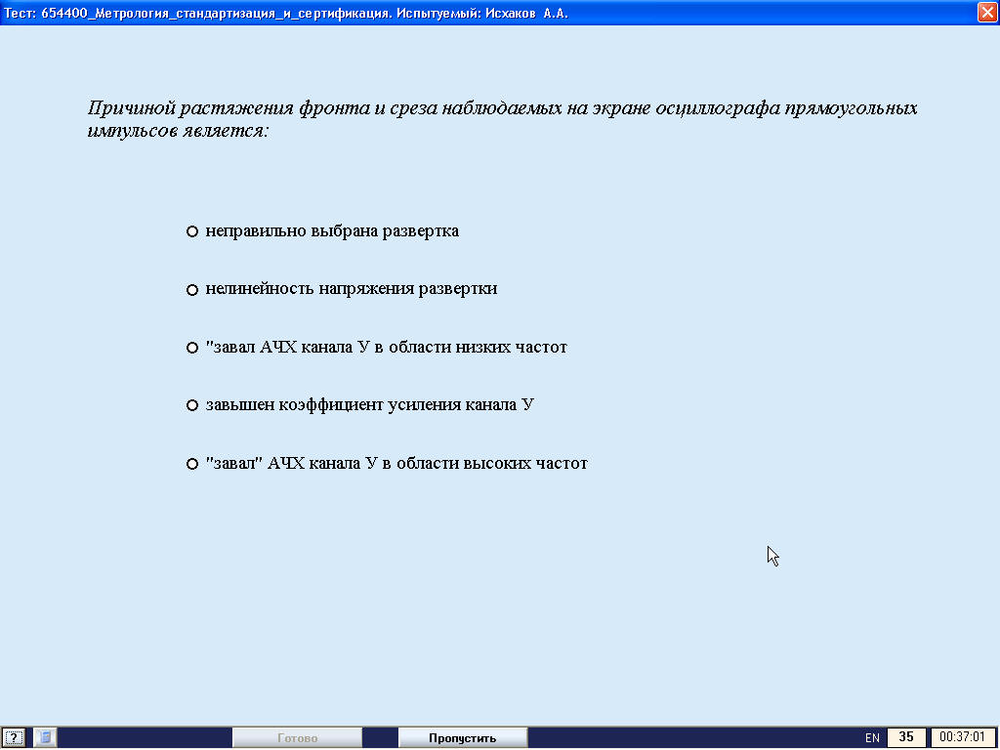 Тест: 654400_Метрология_стандартизация_и_сертификация. Испытуемый: Исхаков А.А.
Причиной растяжения фронта и среза наблюдаемых на экране осциллографа прямоугольных
импульсов является:
неправильно выбрана развертка
нелинейность напряжения развертки
"завал АЧХ канала У в области низких частот
завышен коэффициент усиления канала У
"завал" АЧХ канала У в области высоких частот
? Готово Пропустить EN 35 00:37:01